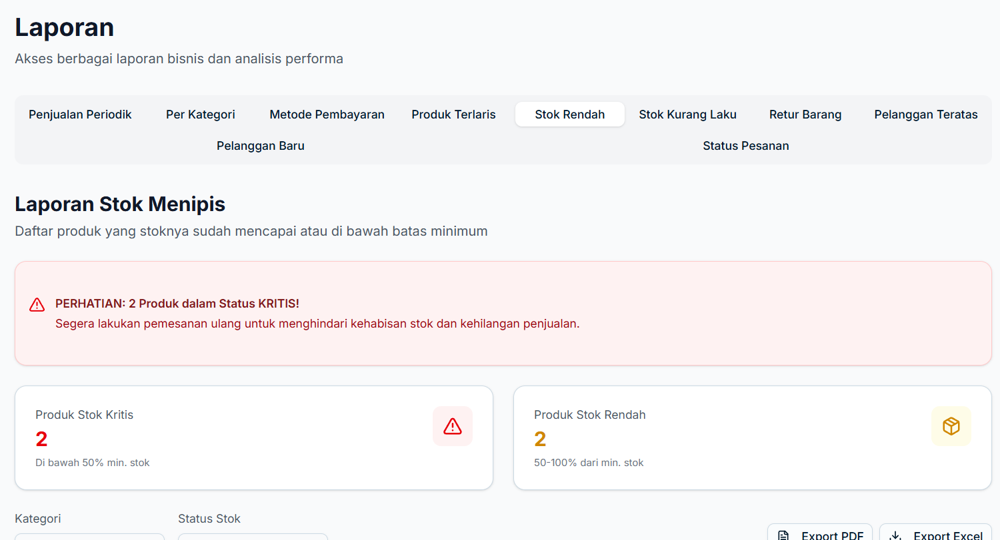 Laporan
Akses berbagai laporan bisnis dan analisis performa
Penjualan Periodik Per Kategori Metode Pembayaran Produk Terlaris Stok Rendah Stok Kurang Laku Retur Barang Pelanggan Teratas
Pelanggan Baru Status Pesanan
Laporan Stok Menipis
Daftar produk yang stoknya sudah mencapai atau di bawah batas minimum
PERHATIAN: 2 Produk dalam Status KRITIS!
Segera lakukan pemesanan ulang untuk menghindari kehabisan stok dan kehilangan penjualan.
Produk Stok Kritis
2
Di bawah 50% min. stok
Produk Stok Rendah
2
50-100% dari min. stok
Kategori Status Stok
Export PDF Export Excel